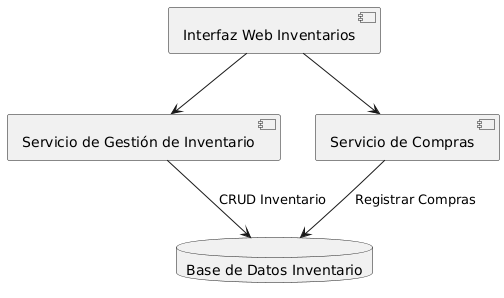 Interfaz Web Inventarios
Servicio de Gestión de Inventario
Servicio de Compras
CRUD Inventario
Registrar Compras
Base de Datos Inventario